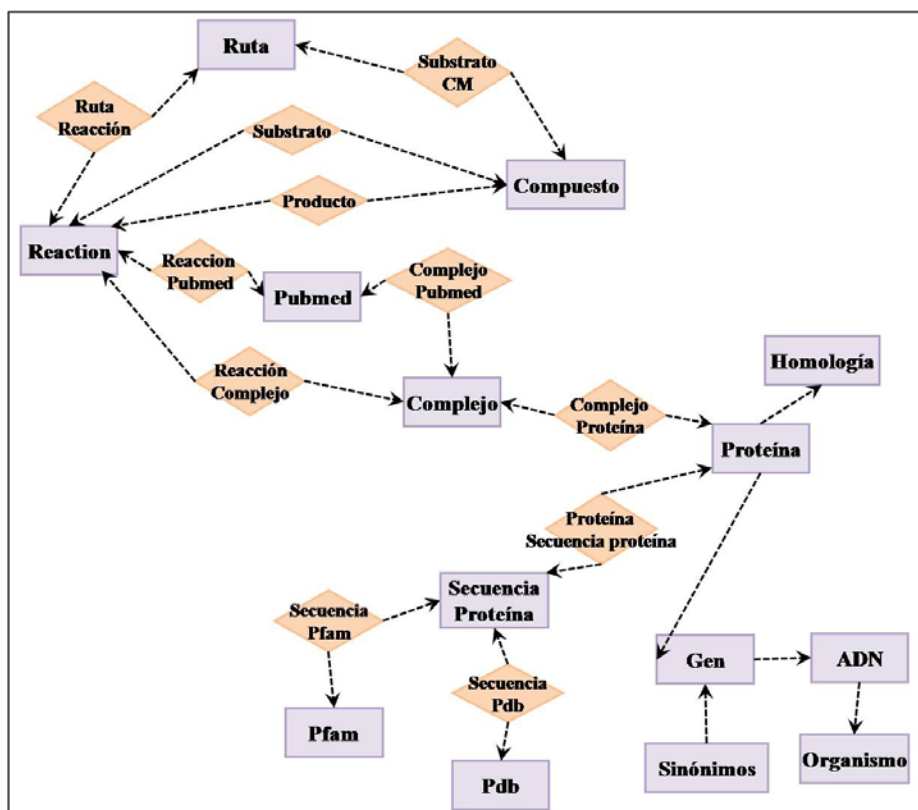 Ruta
Substrato
CM
Ruta
Reacción
Substrato
Compuesto
Producto
Reaction
Reaccion
Pubmed
Pubmed
Complejo
Pubmed
Homología
Reacción
Complejo
Complejo
Complejo
Proteína
Proteína
Proteína
Secuencia proteína
Secuencia
Proteína
Secuencia
Pfam
Gen
ADN
Secuencia
Pdb
Pfam
Sinónimos
Organismo
Pdb